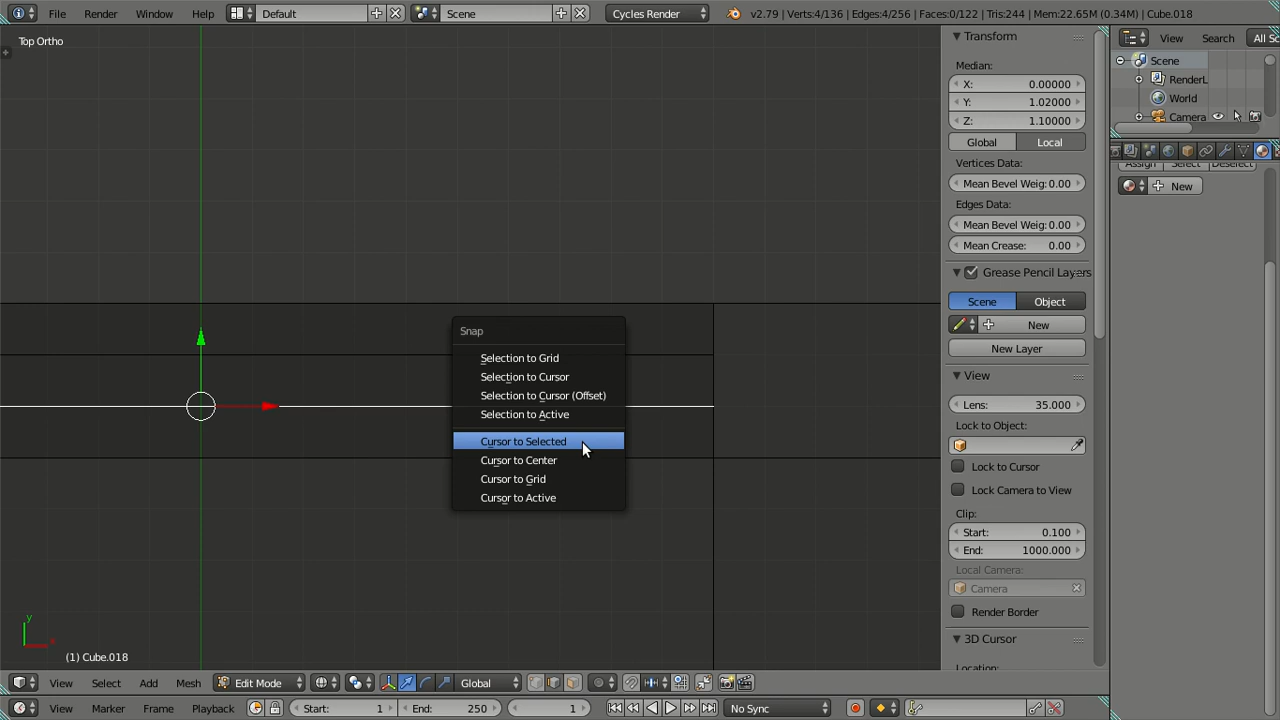 File Render Window Help Default Scene Cycles Render v2.79 | Verts:4/136 | Edges:4/256 | Faces:0/122 | Tris:244 | Mem:22.65M (0.34M) | Cube.018
Top Ortho
Transform
Median:
X: 0.00000
Y: 1.02000
Z: 1.10000
Global Local
Vertices Data:
Mean Bevel Weig: 0.00
Edges Data:
Mean Bevel Weig: 0.00
Mean Crease: 0.00
Grease Pencil Layers
Scene Object
New
New Layer
View
Lens: 35.000
Lock to Object:
Lock to Cursor
Lock Camera to View
Clip:
Start: 0.100
End: 1000.000
Local Camera:
Camera
Render Border
3D Cursor
Location:
View Search All Sc
Scene
RenderL
World
Camera
Assign Select Deselect
New
Snap
Selection to Grid
Selection to Cursor
Selection to Cursor (Offset)
Selection to Active
Cursor to Selected
Cursor to Center
Cursor to Grid
Cursor to Active
y
x
(1) Cube.018
View Select Add Mesh Edit Mode Global
View Marker Frame Playback Start: 1 End: 250 1 No Sync